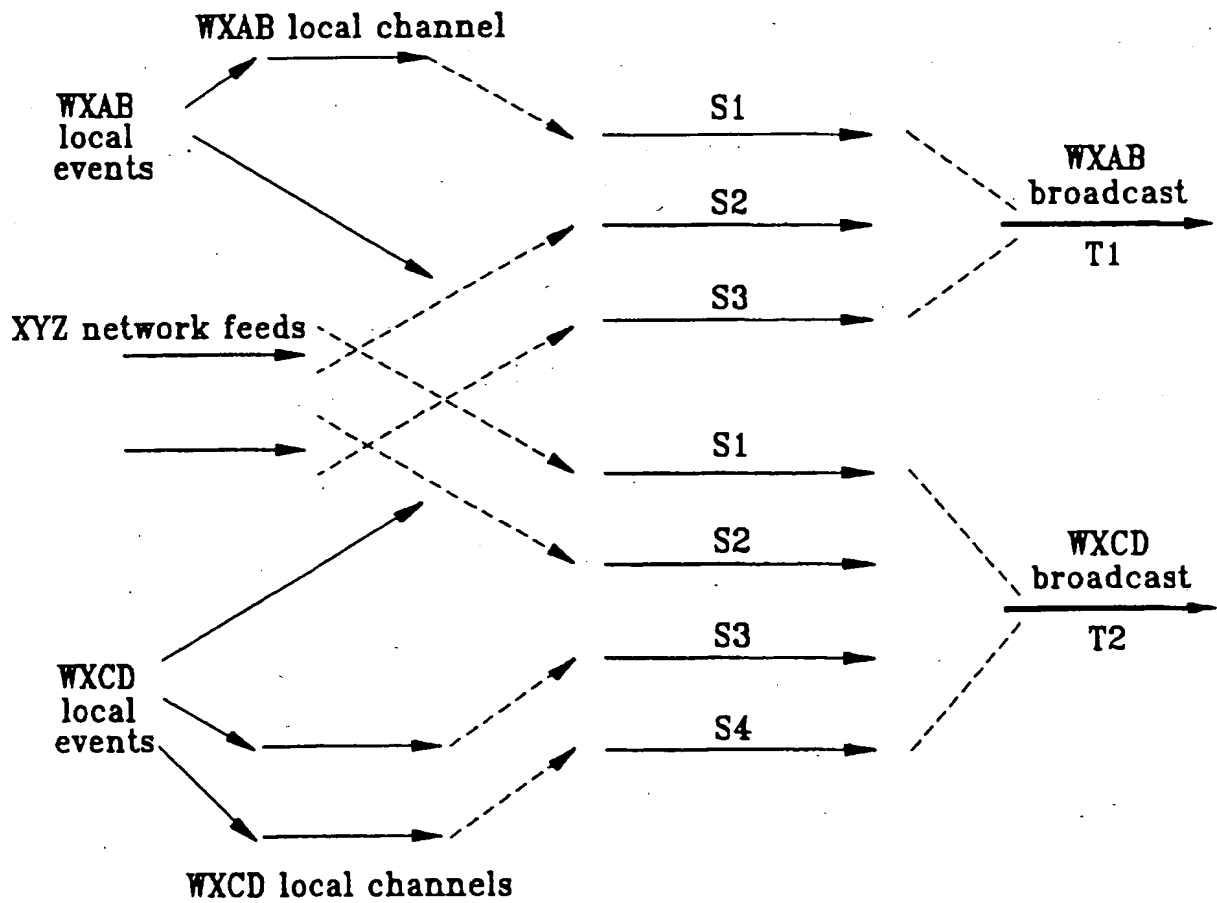 WXAB local channel
WXAB
local
events
S1
WXAB
broadcast
S2
T1
S3
XYZ network feeds
S1
S2
WXCD
broadcast
T2
S3
WXCD
local
events
S4
WXCD local channels